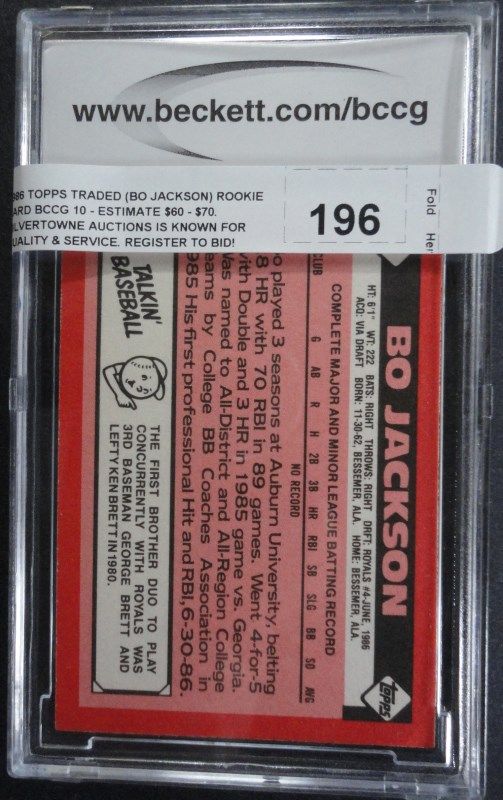 www.beckett.com/bccg
86 TOPPS TRADED (BO JACKSON) ROOKIE
ARD BCCG 10 - ESTIMATE $60 - $70.
LVERTOWNE AUCTIONS IS KNOWN FOR
UALITY & SERVICE. REGISTER TO BID!
196
Fold
BO JACKSON
HT: 6'1" WT: 222 BATS: RIGHT THROWS: RIGHT DRFT: ROYALS #4-JUNE, 1986
ACQ: VIA DRAFT BORN: 11-30-62, BESSEMER, ALA. HOME: BESSEMER, ALA.
COMPLETE MAJOR AND MINOR LEAGUE BATTING RECORD
CLUB G AB R H 2B 3B HR RBI SB SLG BB SO AVG
NO RECORD
o played 3 seasons at Auburn University, belting
8 HR with 70 RBI in 89 games. Went 4-for-5
ith Double and 3 HR in 1985 game vs. Georgia.
as named to All-District and All-Region College
eams by College BB Coaches Association in
985 His first professional Hit and RBI, 6-30-86.
TALKIN'
BASEBALL
THE FIRST BROTHER DUO TO PLAY
CONCURRENTLY WITH ROYALS WAS
3RD BASEMAN GEORGE BRETT AND
LEFTY KEN BRETT IN 1980.
topps